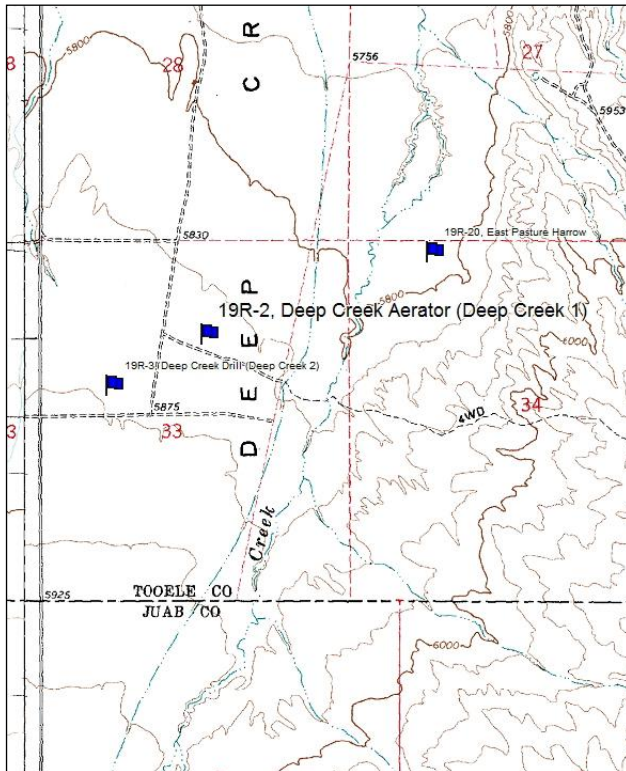 5800
R
5800
28
5756
27
C
5953
5830
19R-20, East Pasture Harrow
P
5800
19R-2, Deep Creek Aerator (Deep Creek 1)
E
6000
19R-3, Deep Creek Drill (Deep Creek 2)
E
5875
4WD
34
33
3
D
Creek
5925
TOOELE CO
JUAB CO
6000